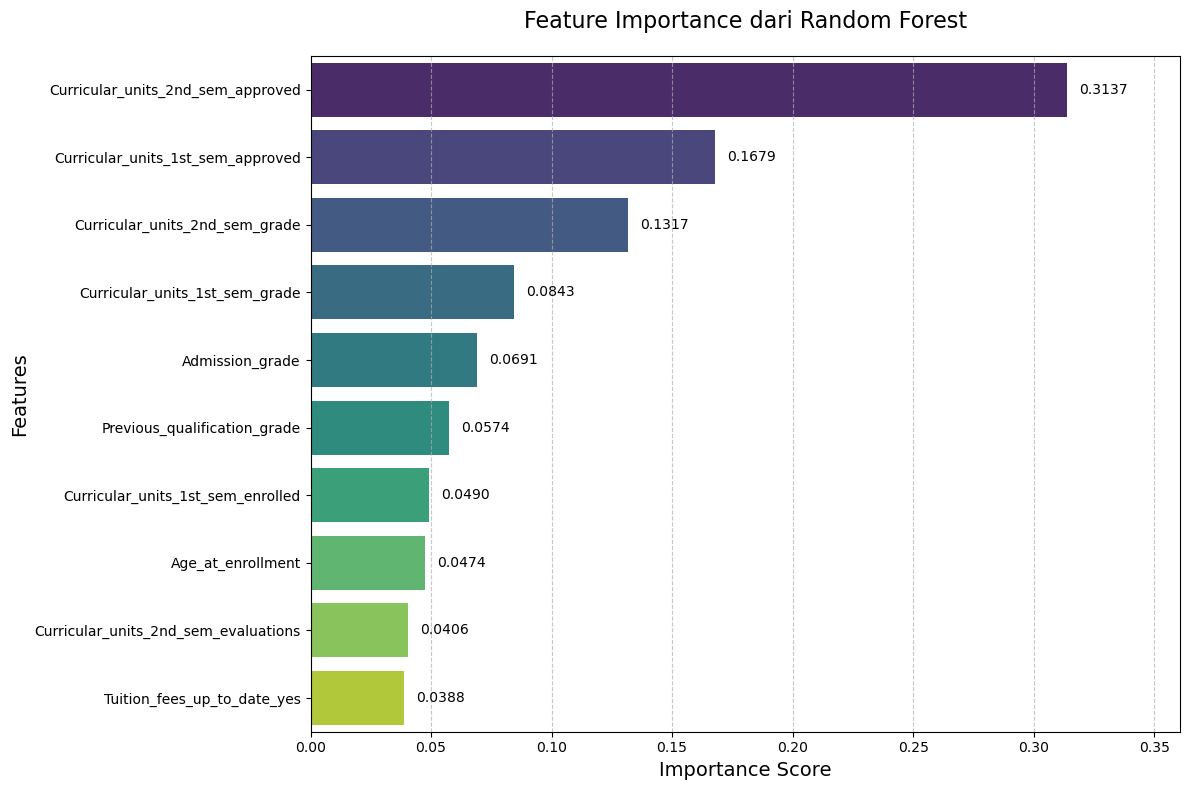 Feature Importance dari Random Forest
Features
Curricular_units_2nd_sem_approved 0.3137
Curricular_units_1st_sem_approved 0.1679
Curricular_units_2nd_sem_grade 0.1317
Curricular_units_1st_sem_grade 0.0843
Admission_grade 0.0691
Previous_qualification_grade 0.0574
Curricular_units_1st_sem_enrolled 0.0490
Age_at_enrollment 0.0474
Curricular_units_2nd_sem_evaluations 0.0406
Tuition_fees_up_to_date_yes 0.0388
0.00 0.05 0.10 0.15 0.20 0.25 0.30 0.35
Importance Score